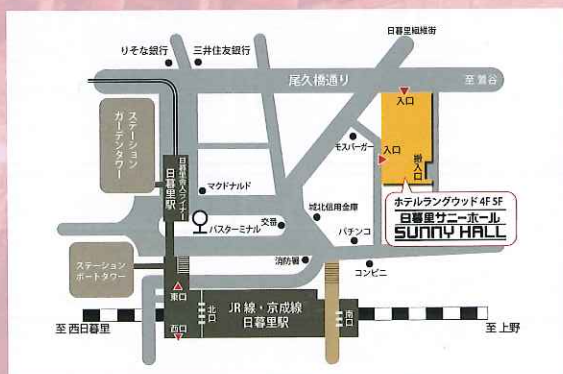 日暮里繊維街
りそな銀行
三井住友銀行
尾久橋通り
至 鶯谷
ステーション
ガーデンタワー
日暮里舎人ライナー
日暮里駅
入口
モスバーガー
入口
搬入口
マクドナルド
ホテルラングウッド 4F 5F
日暮里サニーホール
SUNNY HALL
城北信用金庫
交番
バスターミナル
パチンコ
消防署
コンビニ
ステーション
ポートタワー
東口
北口
JR線・京成線
日暮里駅
南口
西口
至 西日暮里
至 上野